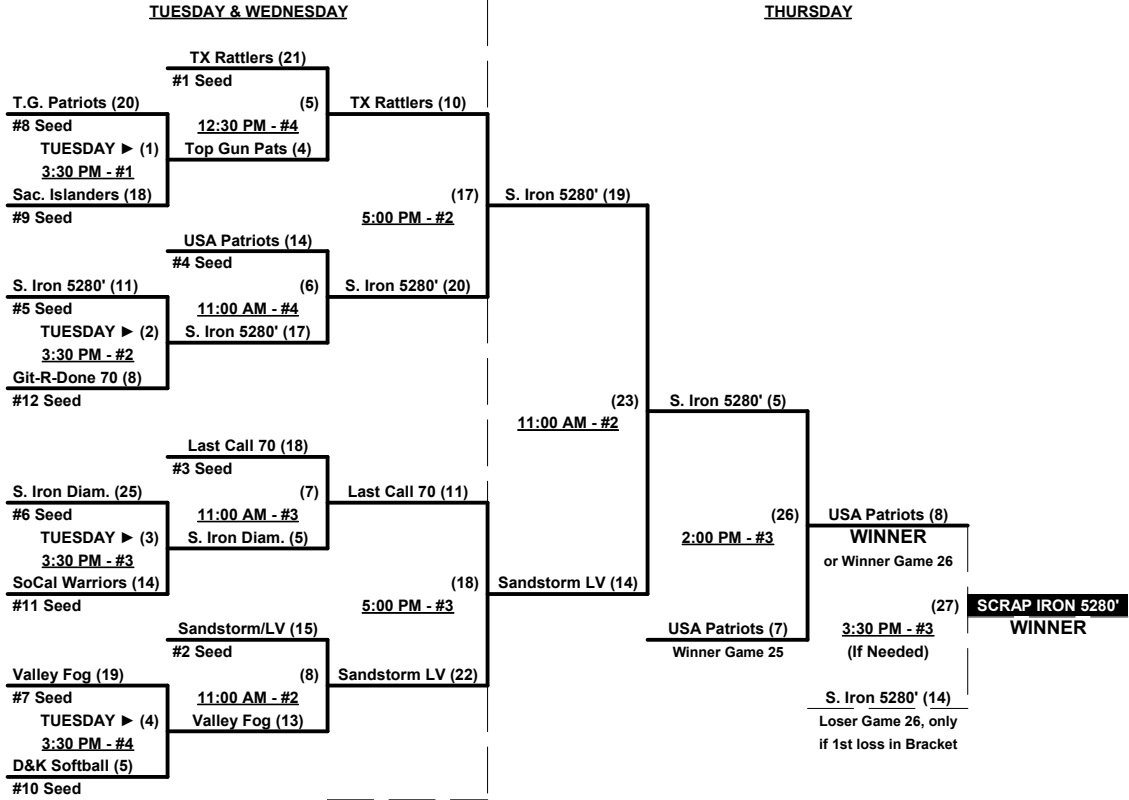 TUESDAY & WEDNESDAY
THURSDAY
TX Rattlers (21)
#1 Seed
T.G. Patriots (20)
(5)
TX Rattlers (10)
#8 Seed
12:30 PM - #4
TUESDAY ► (1)
Top Gun Pats (4)
3:30 PM - #1
Sac. Islanders (18)
(17)
S. Iron 5280' (19)
#9 Seed
5:00 PM - #2
USA Patriots (14)
#4 Seed
S. Iron 5280' (11)
(6)
S. Iron 5280' (20)
#5 Seed
11:00 AM - #4
TUESDAY ► (2)
S. Iron 5280' (17)
3:30 PM - #2
Git-R-Done 70 (8)
#12 Seed
(23)
S. Iron 5280' (5)
11:00 AM - #2
Last Call 70 (18)
#3 Seed
S. Iron Diam. (25)
(7)
Last Call 70 (11)
#6 Seed
11:00 AM - #3
(26)
USA Patriots (8)
TUESDAY ► (3)
S. Iron Diam. (5)
2:00 PM - #3
WINNER
3:30 PM - #3
or Winner Game 26
SoCal Warriors (14)
(18)
Sandstorm LV (14)
#11 Seed
5:00 PM - #3
(27)
SCRAP IRON 5280'
Sandstorm/LV (15)
USA Patriots (7)
3:30 PM - #3
WINNER
#2 Seed
Winner Game 25
(If Needed)
Valley Fog (19)
(8)
Sandstorm LV (22)
#7 Seed
11:00 AM - #2
S. Iron 5280' (14)
TUESDAY ► (4)
Valley Fog (13)
Loser Game 26, only
3:30 PM - #4
if 1st loss in Bracket
D&K Softball (5)
#10 Seed